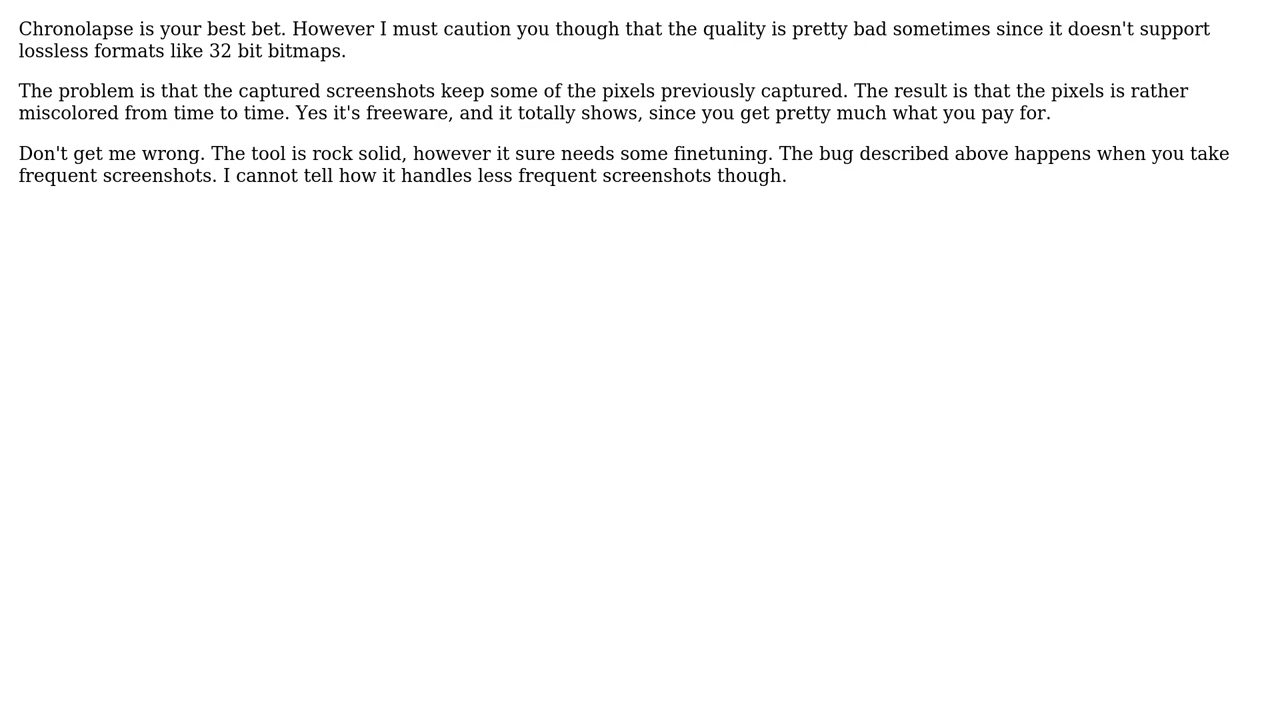 Chronolapse is your best bet. However I must caution you though that the quality is pretty bad sometimes since it doesn't support
lossless formats like 32 bit bitmaps.
The problem is that the captured screenshots keep some of the pixels previously captured. The result is that the pixels is rather
miscolored from time to time. Yes it's freeware, and it totally shows, since you get pretty much what you pay for.
Don't get me wrong. The tool is rock solid, however it sure needs some finetuning. The bug described above happens when you take
frequent screenshots. I cannot tell how it handles less frequent screenshots though.